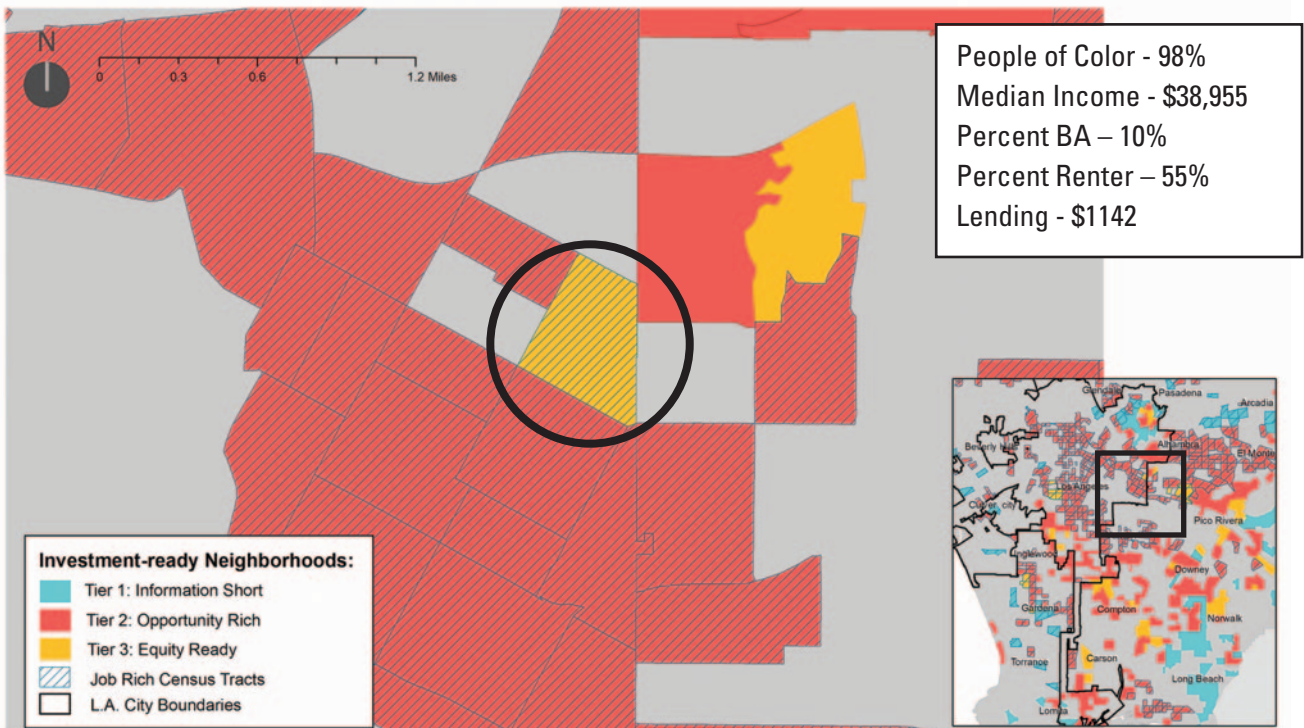 N
0 0.3 0.6 1.2 Miles
People of Color - 98%
Median Income - $38,955
Percent BA – 10%
Percent Renter – 55%
Lending - $1142
Investment-ready Neighborhoods:
Tier 1: Information Short
Tier 2: Opportunity Rich
Tier 3: Equity Ready
Job Rich Census Tracts
L.A. City Boundaries
Glendale
Pasadena
Arcadia
Beverly Hills
Alhambra
El Monte
Los Angeles
Culver city
Pico Rivera
Inglewood
Downey
Gardena
Compton
Norwalk
Torrance
Carson
Long Beach
Lomita